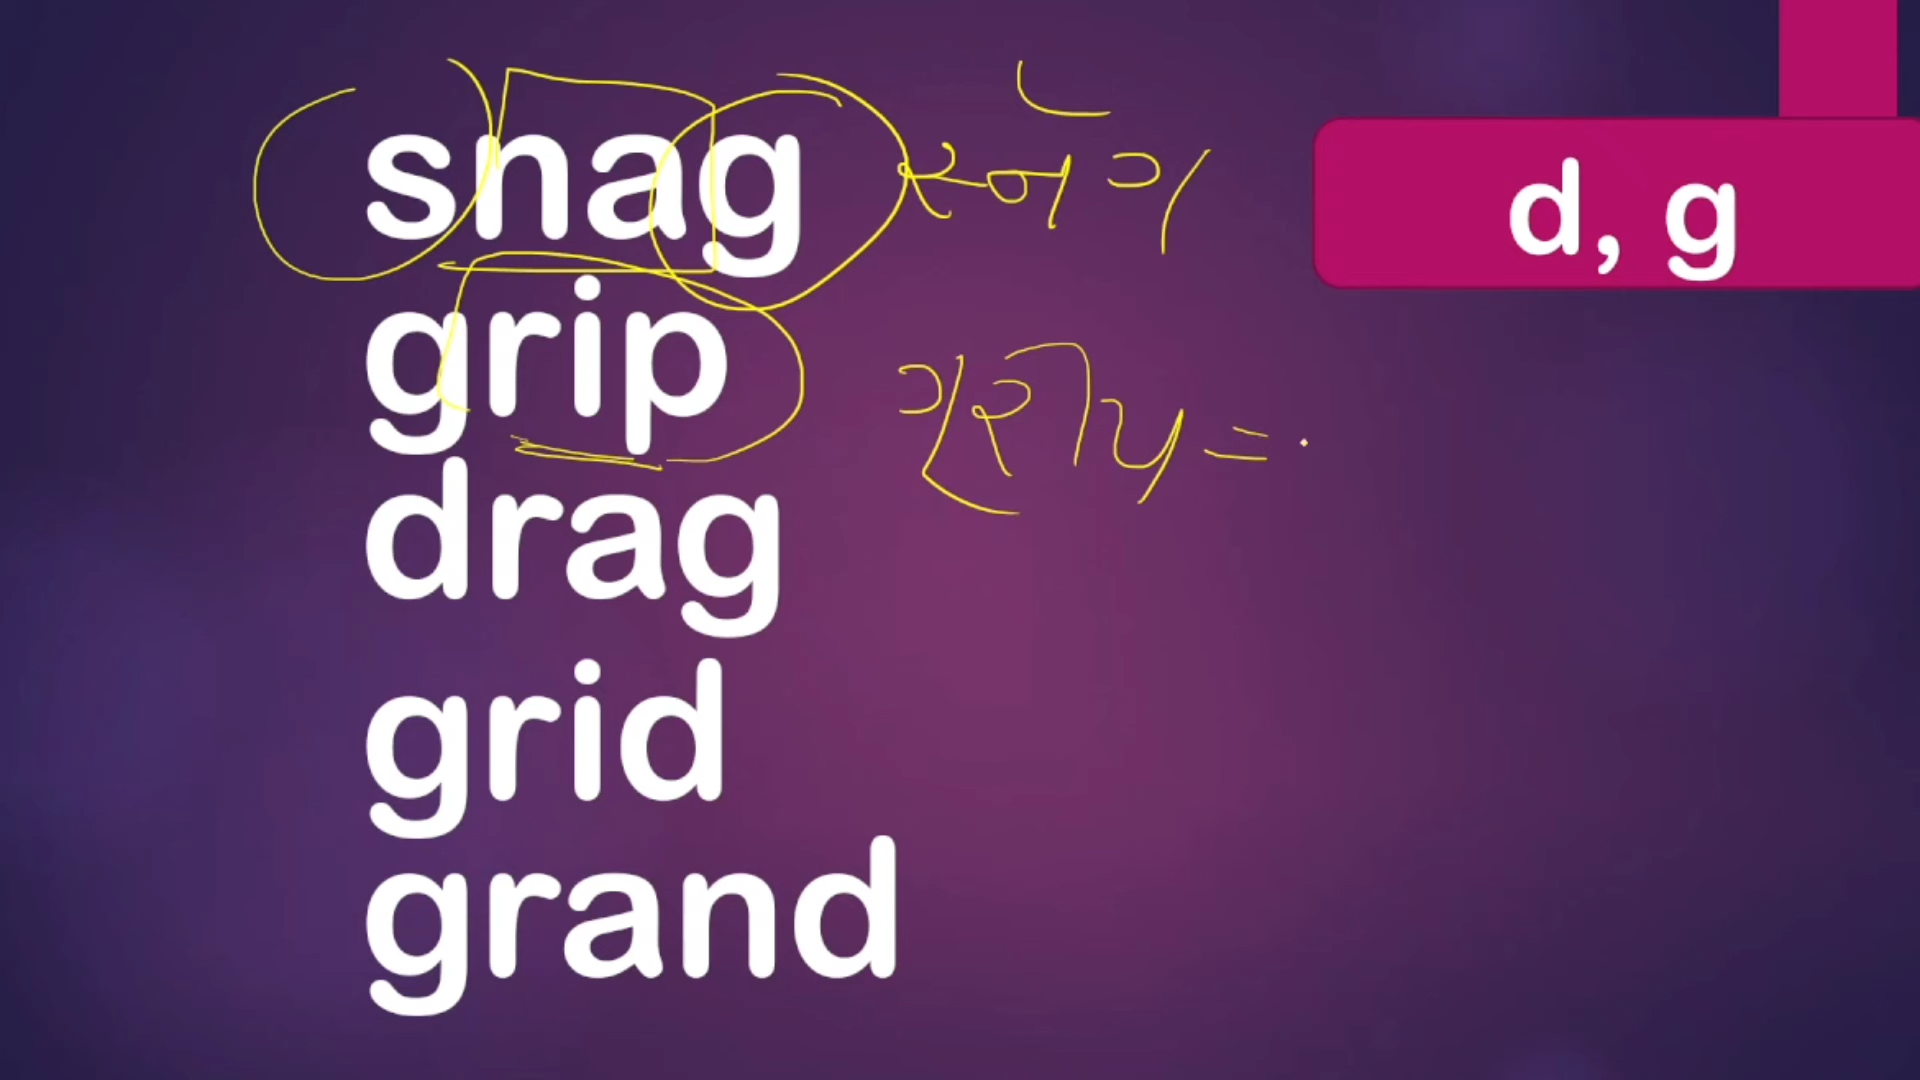 snag સ્નેગ
d, g
grip ગ્રીપ =
drag
grid
grand